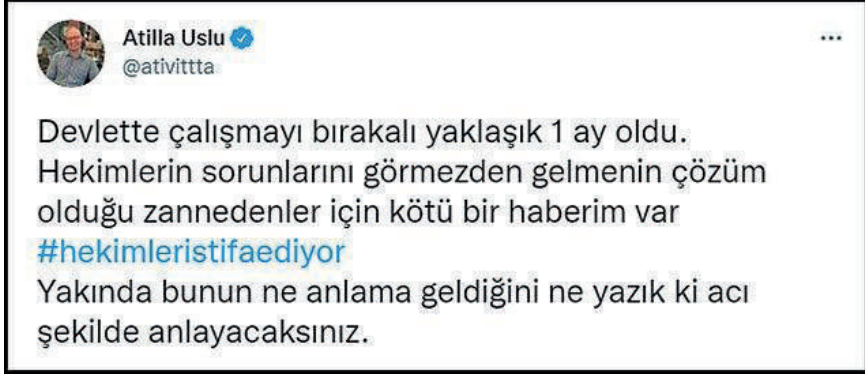 Atilla Uslu
@ativittta
Devlette çalışmayı bırakalı yaklaşık 1 ay oldu.
Hekimlerin sorunlarını görmezden gelmenin çözüm
olduğu zannedenler için kötü bir haberim var
#hekimleristifaediyor
Yakında bunun ne anlama geldiğini ne yazık ki acı
şekilde anlayacaksınız.